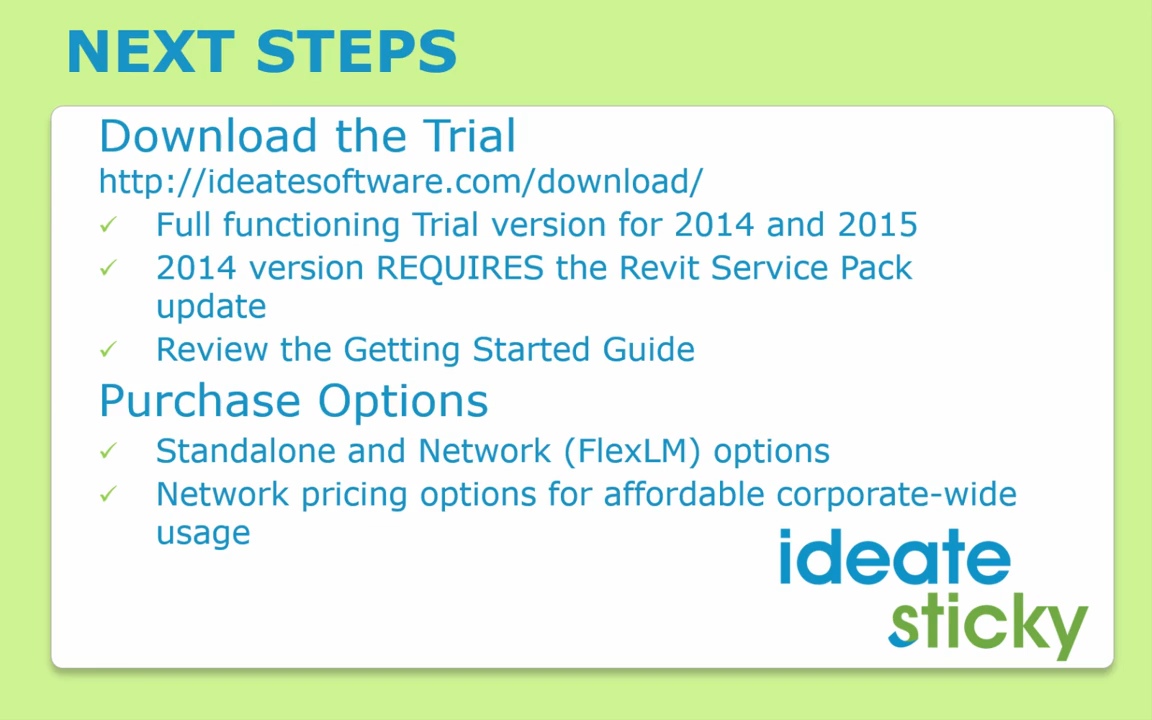 NEXT STEPS
Download the Trial
http://ideatesoftware.com/download/
✓ Full functioning Trial version for 2014 and 2015
✓ 2014 version REQUIRES the Revit Service Pack
update
✓ Review the Getting Started Guide
Purchase Options
✓ Standalone and Network (FlexLM) options
✓ Network pricing options for affordable corporate-wide
usage
ideate
sticky